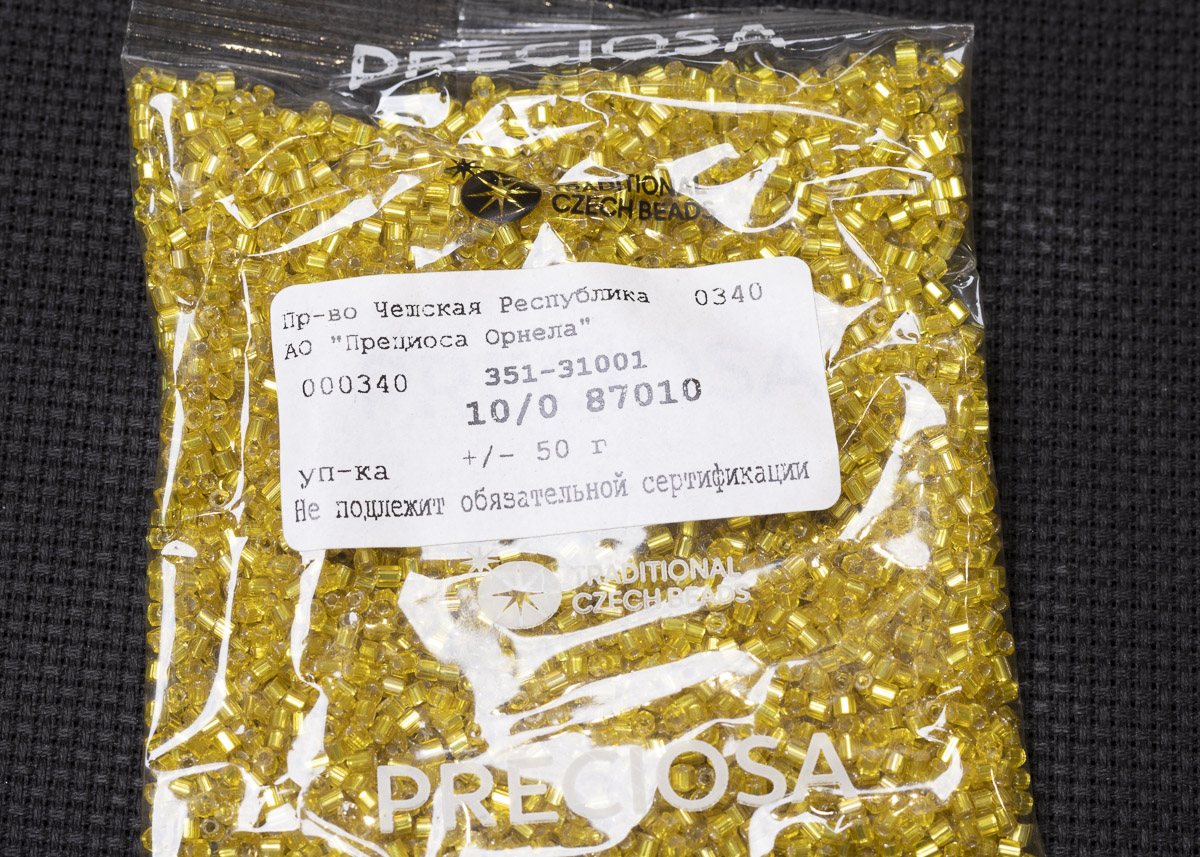 PRECIOSA
TRADITIONAL
CZECH BEADS
Пр-во Чешская Республика 0340
АО "Прециоса Орнела"
000340 351-31001
10/0 87010
+/- 50 г
уп-ка
Не подлежит обязательной сертификации
TRADITIONAL
CZECH BEADS
PRECIOSA